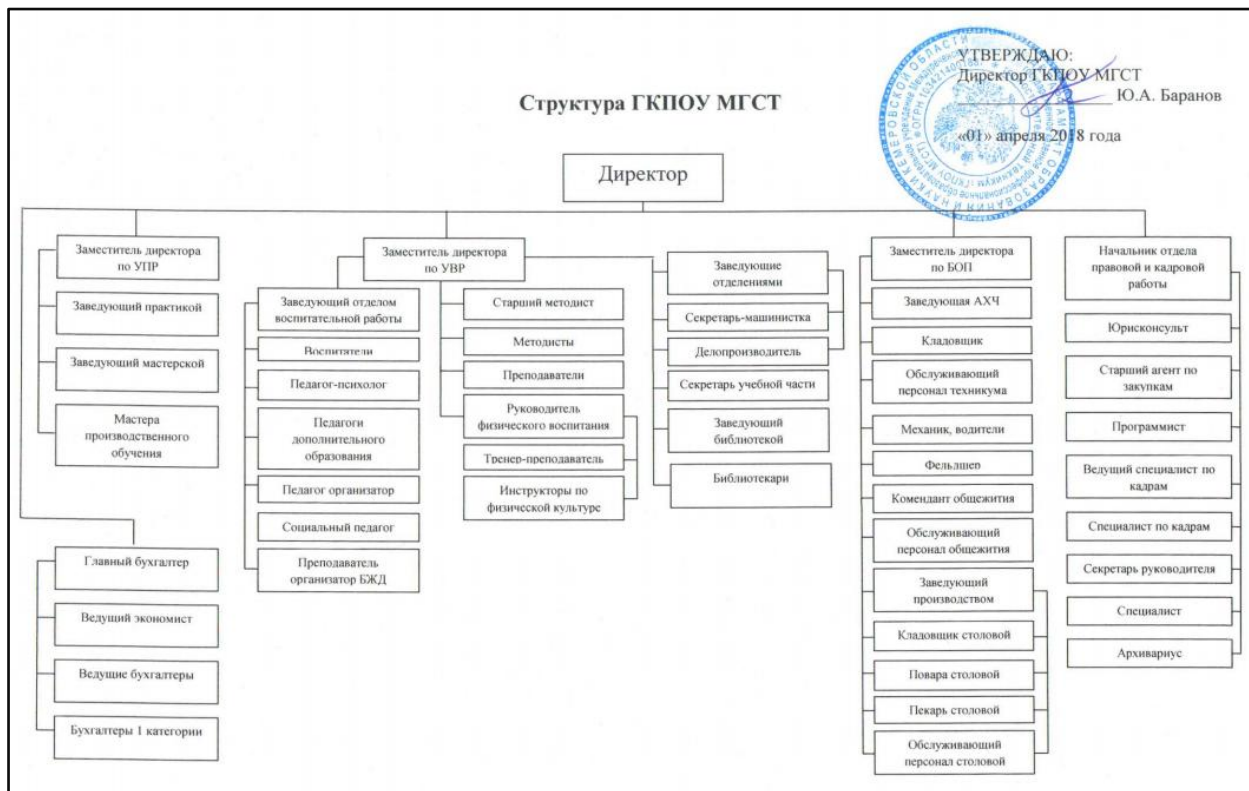 УТВЕРЖДАЮ:
Директор ГКПОУ МГСТ
Ю.А. Баранов
«01» апреля 2018 года
Структура ГКПОУ МГСТ
Директор
Заместитель директора
по УПР
Заведующий практикой
Заведующий мастерской
Мастера
производственного
обучения
Главный бухгалтер
Ведущий экономист
Ведущие бухгалтеры
Бухгалтеры 1 категории
Заместитель директора
по УВР
Заведующий отделом
воспитательной работы
Воспитатели
Педагог-психолог
Педагоги
дополнительного
образования
Педагог организатор
Социальный педагог
Преподаватель
организатор БЖД
Старший методист
Методисты
Преподаватели
Руководитель
физического воспитания
Тренер-преподаватель
Инструкторы по
физической культуре
Заведующие
отделениями
Секретарь-машинистка
Делопроизводитель
Секретарь учебной части
Заведующий
библиотекой
Библиотекари
Заместитель директора
по БОП
Заведующая АХЧ
Кладовщик
Обслуживающий
персонал техникума
Механик, водители
Фельдшер
Комендант общежития
Обслуживающий
персонал общежития
Заведующий
производством
Кладовщик столовой
Повара столовой
Пекарь столовой
Обслуживающий
персонал столовой
Начальник отдела
правовой и кадровой
работы
Юрисконсульт
Старший агент по
закупкам
Программист
Ведущий специалист по
кадрам
Специалист по кадрам
Секретарь руководителя
Специалист
Архивариус